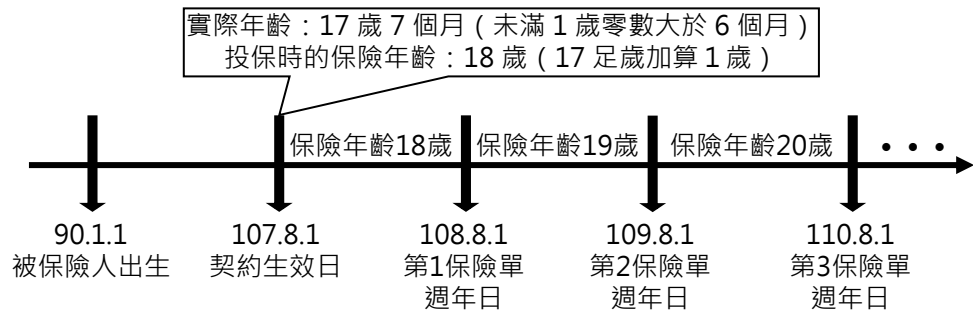 實際年齡：17 歲 7 個月（未滿 1 歲零數大於 6 個月）
投保時的保險年齡：18 歲（17 足歲加算 1 歲）
保險年齡18歲 保險年齡19歲 保險年齡20歲 • • •
90.1.1 107.8.1 108.8.1 109.8.1 110.8.1
被保險人出生 契約生效日 第1保險單 第2保險單 第3保險單
週年日 週年日 週年日